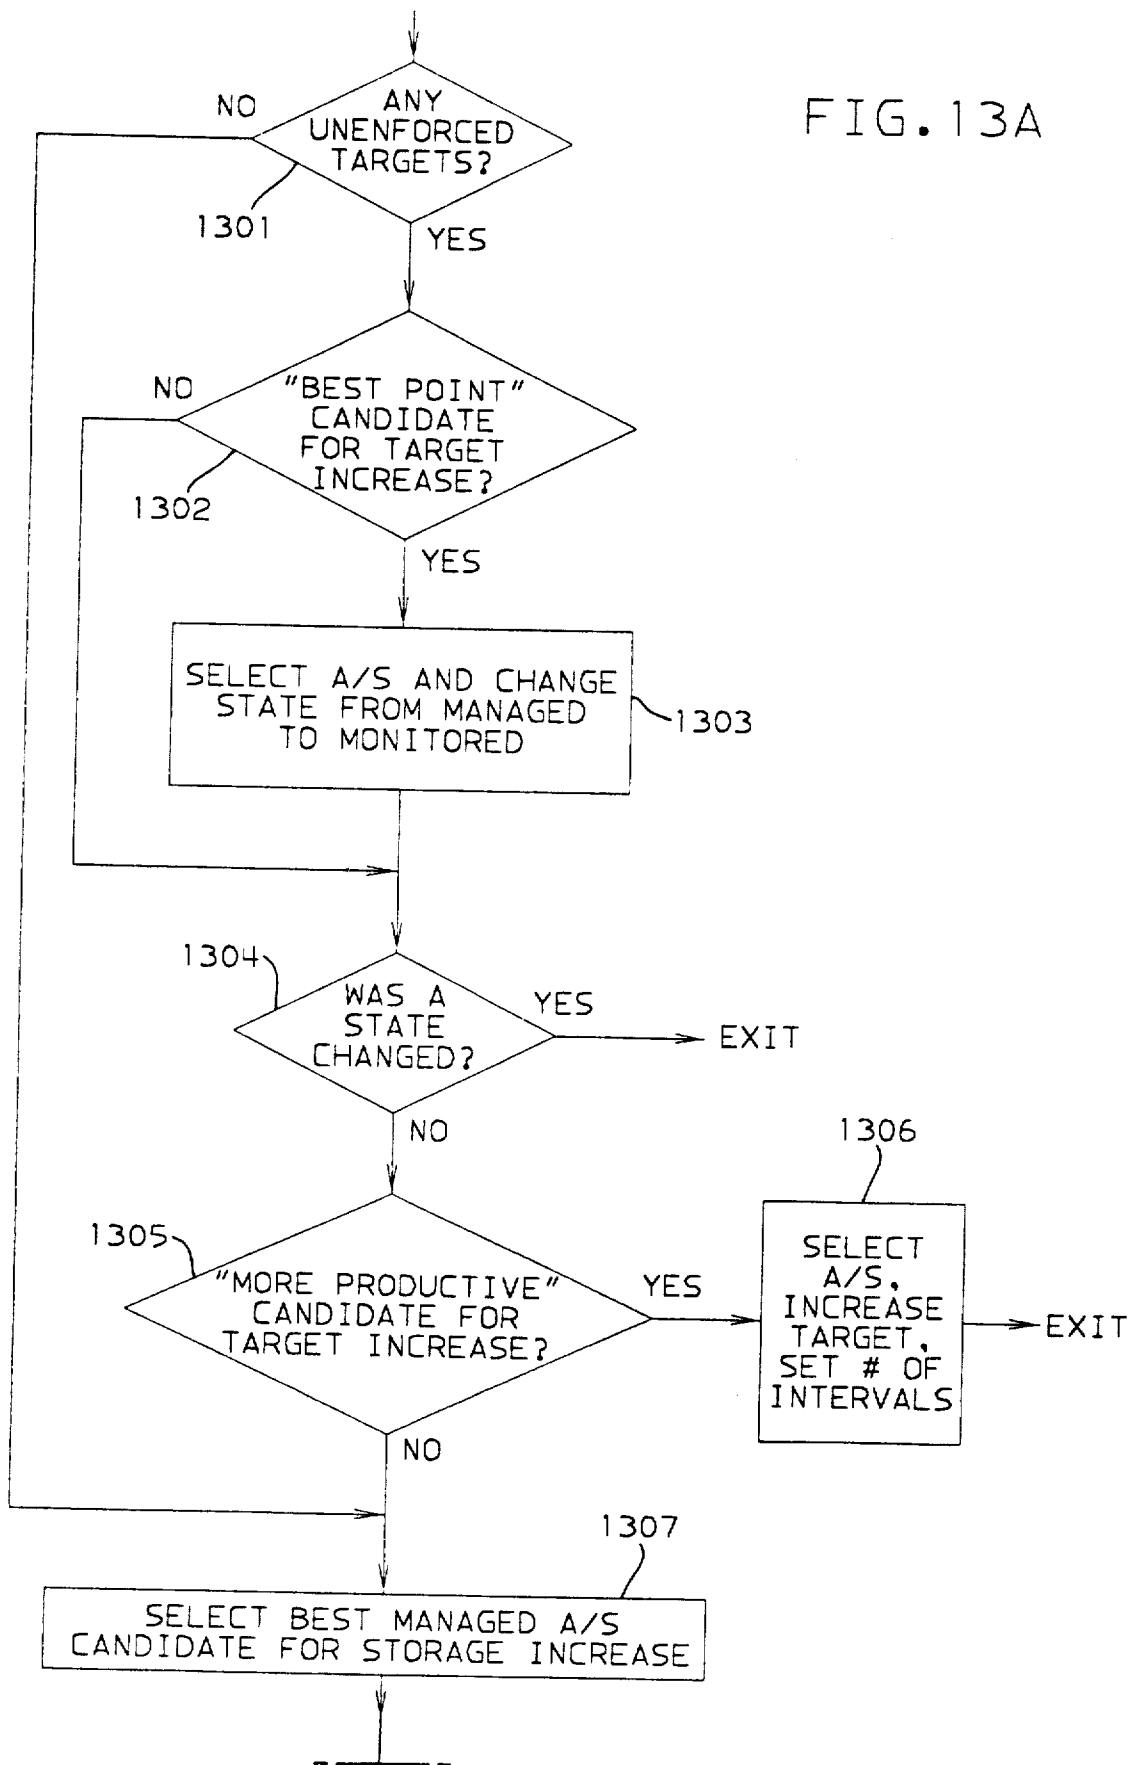 FIG.13A
NO
ANY
UNENFORCED
TARGETS?
1301
YES
NO
"BEST POINT"
CANDIDATE
FOR TARGET
INCREASE?
1302
YES
SELECT A/S AND CHANGE
STATE FROM MANAGED
TO MONITORED
1303
1304
WAS A
STATE
CHANGED?
YES
EXIT
NO
1305
"MORE PRODUCTIVE"
CANDIDATE FOR
TARGET INCREASE?
YES
1306
SELECT
A/S,
INCREASE
TARGET,
SET # OF
INTERVALS
EXIT
NO
1307
SELECT BEST MANAGED A/S
CANDIDATE FOR STORAGE INCREASE